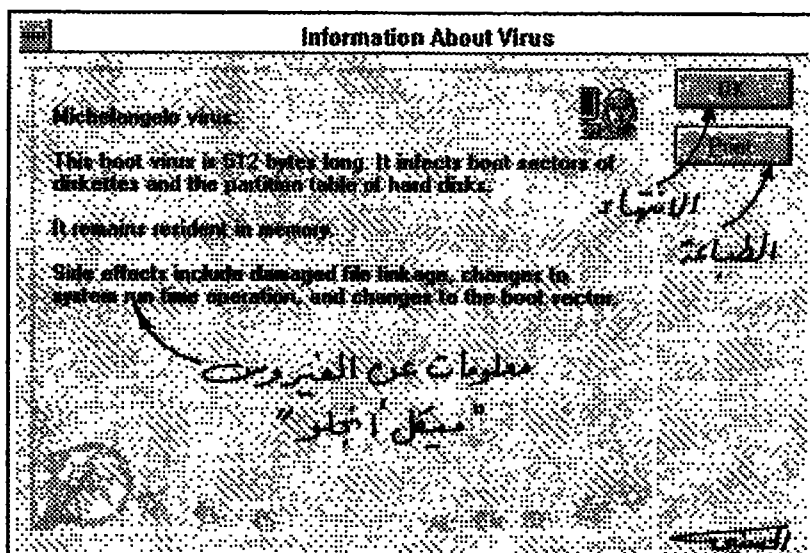 Information About Virus
OK
Print
Michelangelo virus.
This boot virus is 512 bytes long. It infects boot sectors of
diskettes and the partition table of hard disks.
It remains resident in memory.
Side effects include damaged file linkage, changes to
system run time operation, and changes to the boot sector.
الانتهاء
الطباعة
معلومات عن الفيروس
"ميكل أنجلو"